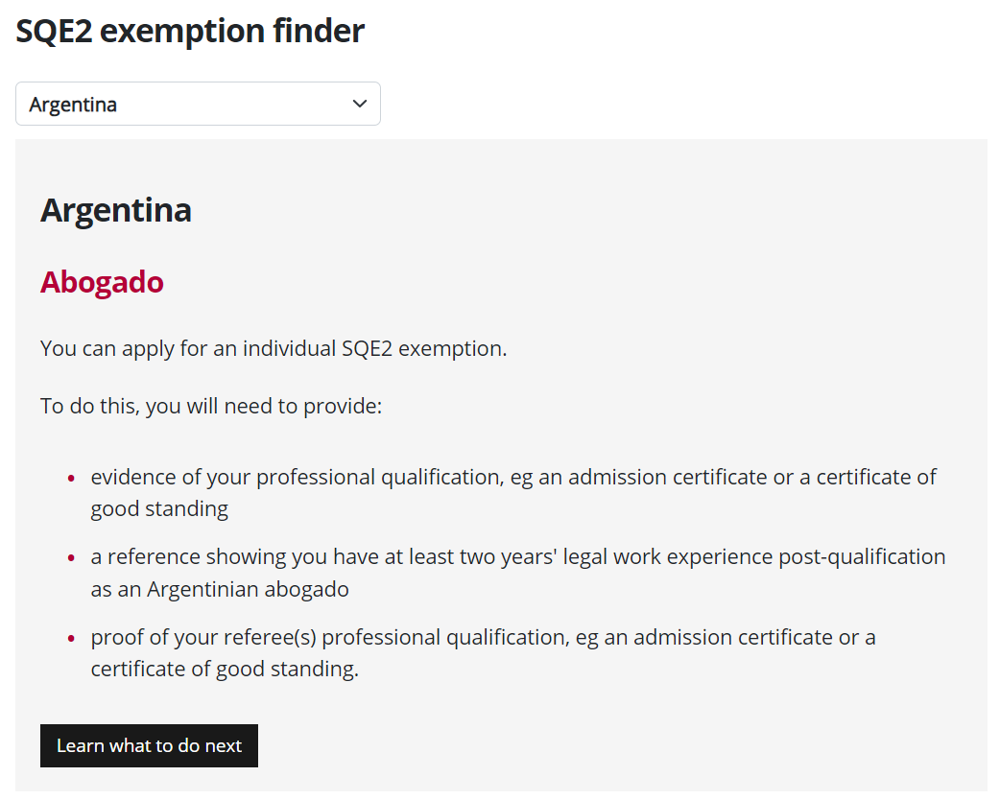 SQE2 exemption finder
Argentina
Argentina
Abogado
You can apply for an individual SQE2 exemption.
To do this, you will need to provide:
• evidence of your professional qualification, eg an admission certificate or a certificate of
good standing
• a reference showing you have at least two years' legal work experience post-qualification
as an Argentinian abogado
• proof of your referee(s) professional qualification, eg an admission certificate or a
certificate of good standing.
Learn what to do next